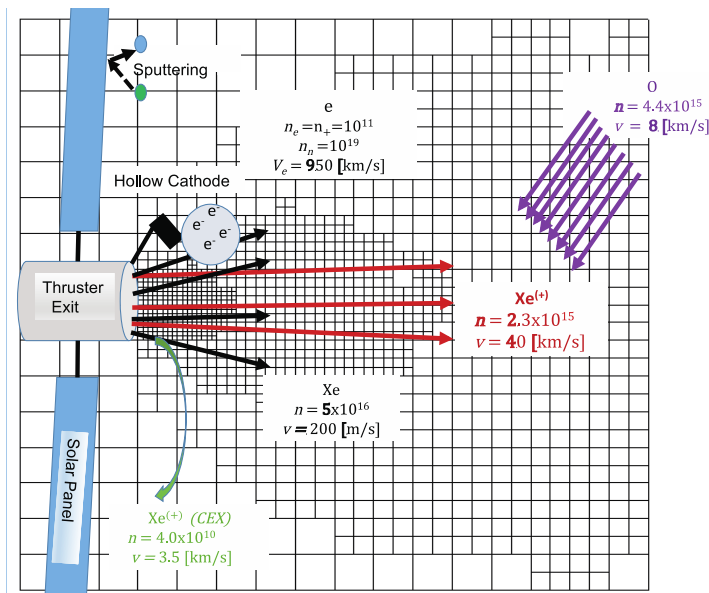 Sputtering
O
n = 4.4x10¹⁵
v = 8 [km/s]
e
nₑ=n₊=10¹¹
nₙ=10¹⁹
Vₑ = 950 [km/s]
Hollow Cathode
e⁻
e⁻
e⁻
e⁻
e⁻
Thruster
Exit
Xe⁽⁺⁾
n = 2.3x10¹⁵
v = 40 [km/s]
Xe
n = 5x10¹⁶
v = 200 [m/s]
Solar Panel
Xe⁽⁺⁾ (CEX)
n = 4.0x10¹⁰
v = 3.5 [km/s]